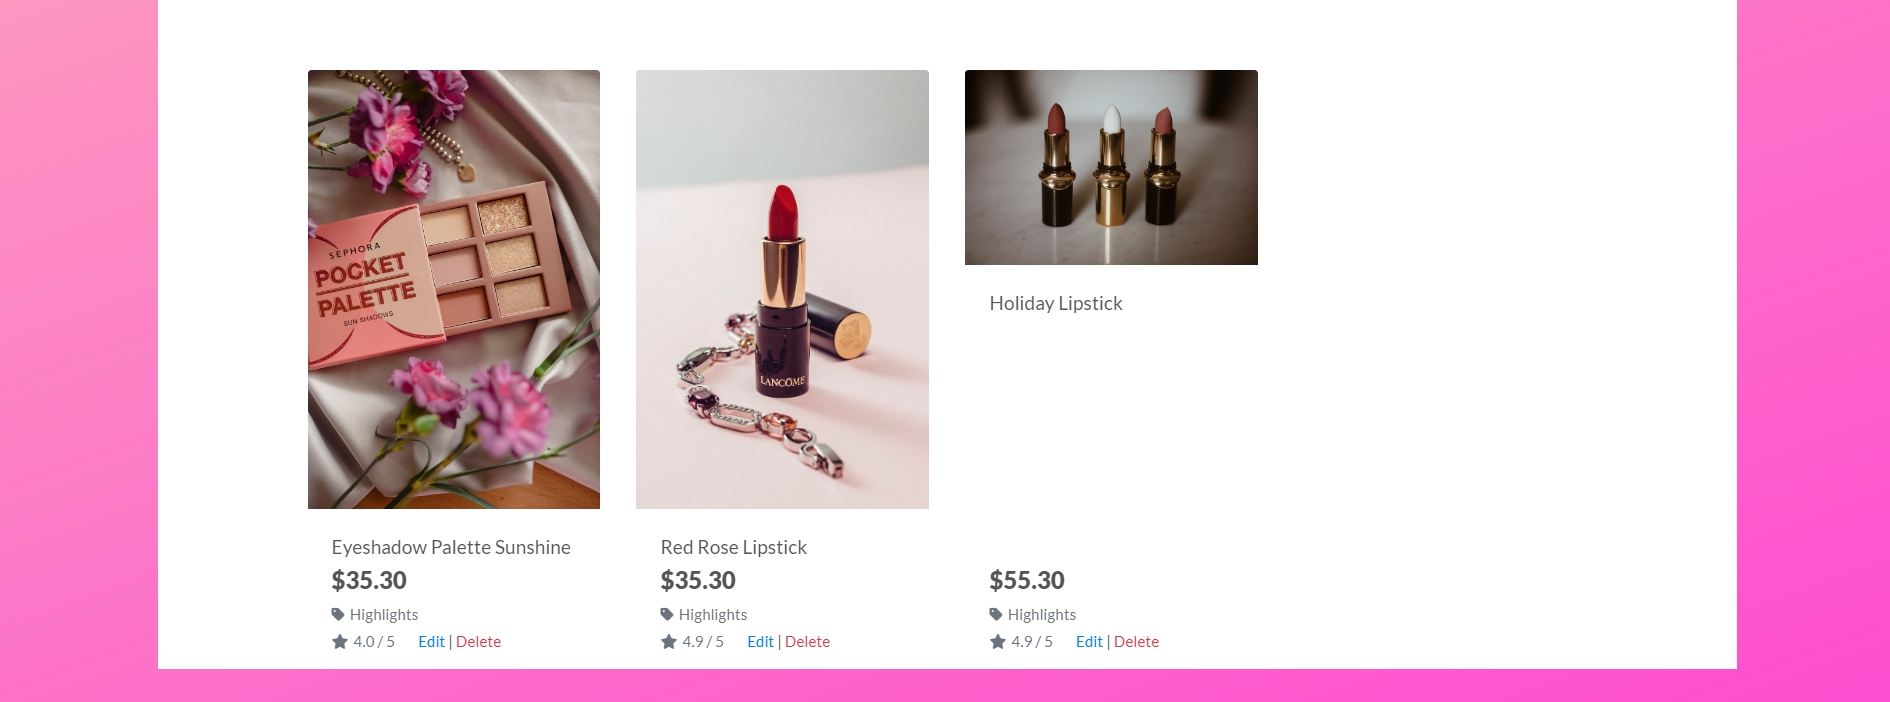 SEPHORA
POCKET
PALETTE
SUN SHADOWS
Eyeshadow Palette Sunshine
$35.30
Highlights
4.0 / 5 Edit | Delete
LANCÔME
Red Rose Lipstick
$35.30
Highlights
4.9 / 5 Edit | Delete
Holiday Lipstick
$55.30
Highlights
4.9 / 5 Edit | Delete